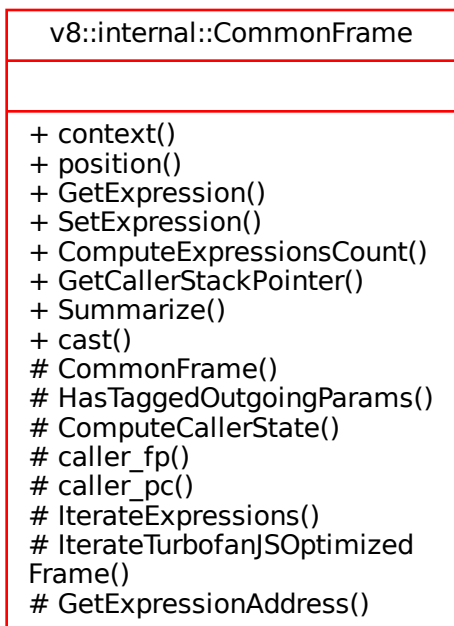 v8::internal::CommonFrame
+ context()
+ position()
+ GetExpression()
+ SetExpression()
+ ComputeExpressionsCount()
+ GetCallerStackPointer()
+ Summarize()
+ cast()
# CommonFrame()
# HasTaggedOutgoingParams()
# ComputeCallerState()
# caller_fp()
# caller_pc()
# IterateExpressions()
# IterateTurbofanJSOptimized
Frame()
# GetExpressionAddress()